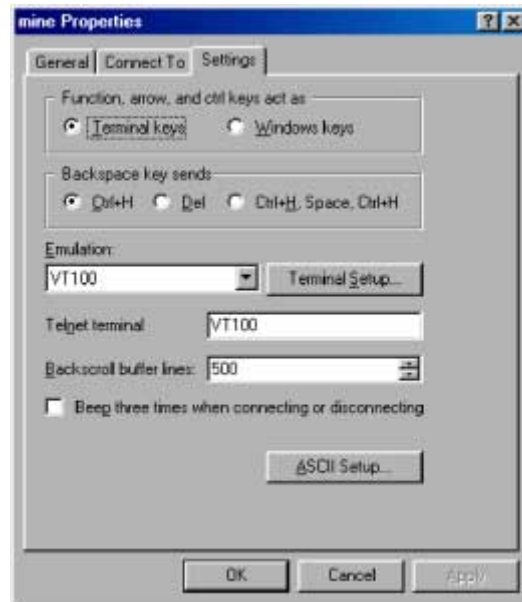 mine Properties
General Connect To Settings
Function, arrow, and ctrl keys act as
Terminal keys Windows keys
Backspace key sends
Ctrl+H Del Ctrl+H, Space, Ctrl+H
Emulation:
VT100 Terminal Setup...
Telnet terminal VT100
Backscroll buffer lines: 500
Beep three times when connecting or disconnecting
ASCII Setup...
OK Cancel Apply